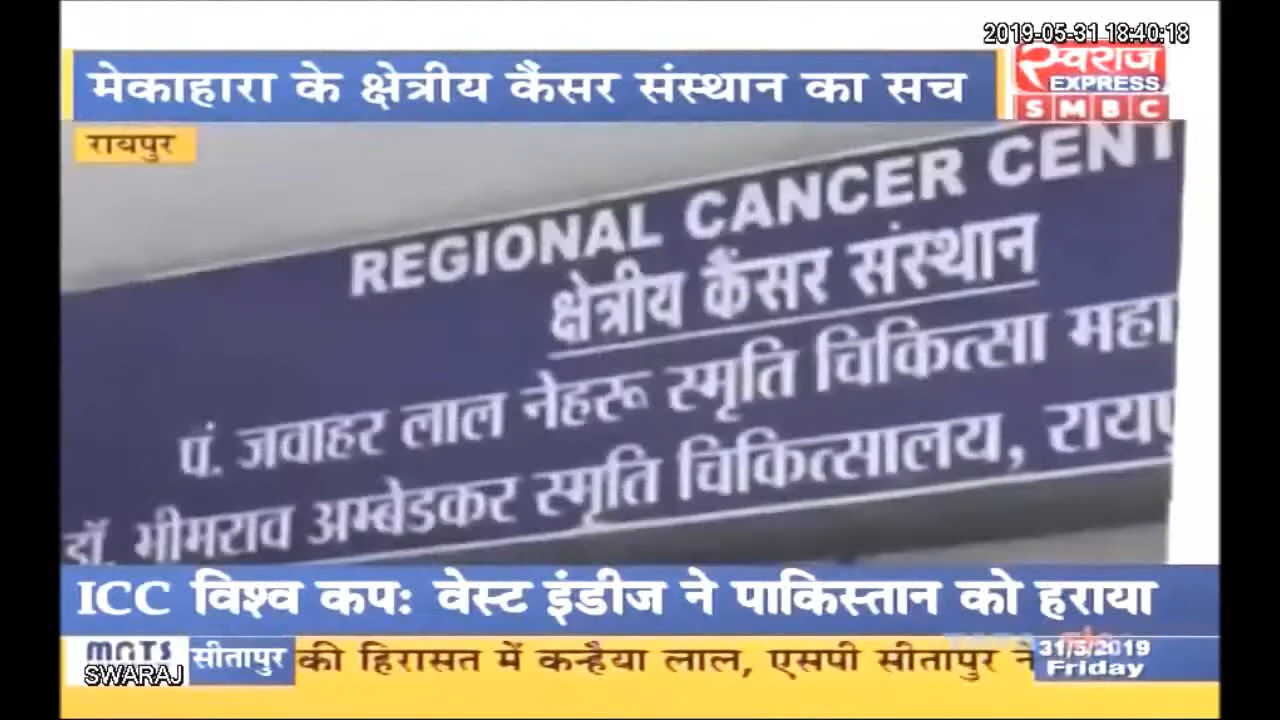 2019-05-31 18:40:18
मेकाहारा के क्षेत्रीय कैंसर संस्थान का सच
स्वराज
EXPRESS
SMBC
रायपुर
REGIONAL CANCER CENT
क्षेत्रीय कैंसर संस्थान
पं. जवाहर लाल नेहरू स्मृति चिकित्सा महा
डॉ. भीमराव अम्बेडकर स्मृति चिकित्सालय, रायपु
ICC विश्व कप: वेस्ट इंडीज ने पाकिस्तान को हराया
सीतापुर की हिरासत में कन्हैया लाल, एसपी सीतापुर ने
SWARAJ
31/5/2019
Friday